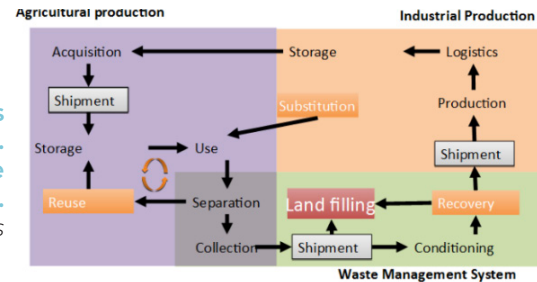 Agricultural production
Industrial Production
Acquisition
Storage
Logistics
Shipment
Substitution
Production
Storage
Use
Shipment
Reuse
Separation
Land filling
Recovery
Collection
Shipment
Conditioning
Waste Management System
s
.
e
.
s